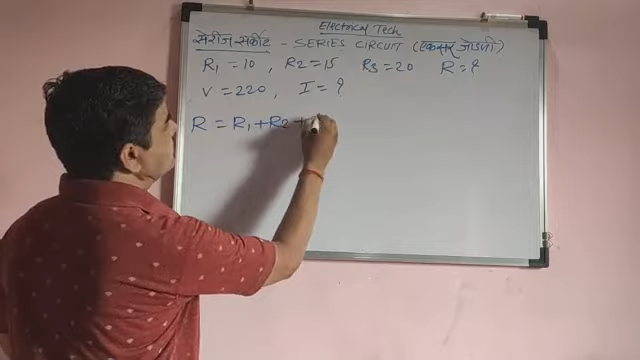 Electrical Tech
सेरीज सर्कीट - SERIES CIRCUIT (एकसर जोडणी)
R1 = 10, R2 = 15 R3 = 20 R = ?
V = 220, I = ?
R = R1 + R2 +